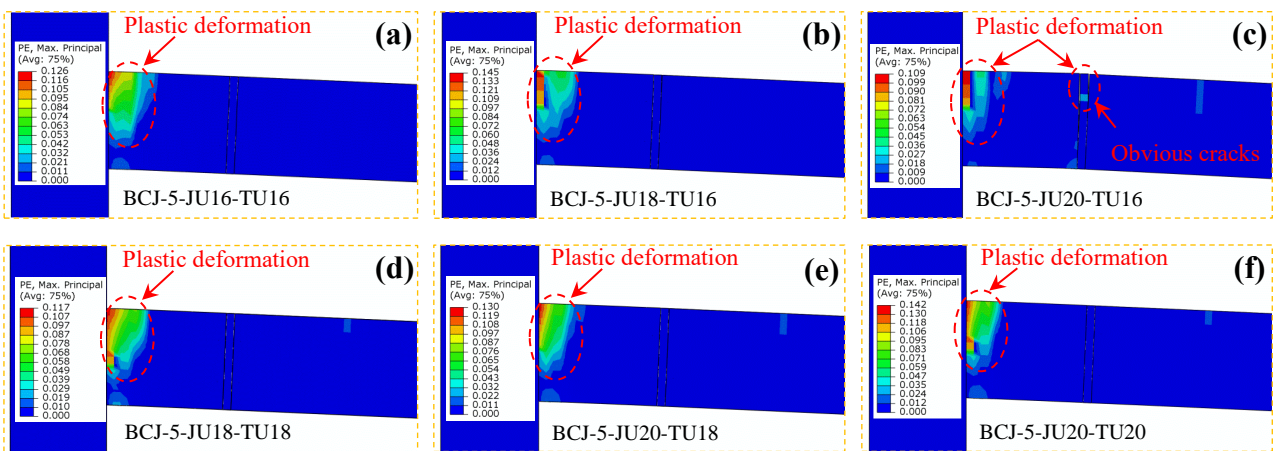 Plastic deformation
(a)
PE, Max. Principal
(Avg: 75%)
0.126
0.116
0.105
0.095
0.084
0.074
0.063
0.053
0.042
0.032
0.021
0.011
0.000
BCJ-5-JU16-TU16
Plastic deformation
(b)
PE, Max. Principal
(Avg: 75%)
0.145
0.133
0.121
0.109
0.097
0.084
0.072
0.060
0.048
0.036
0.024
0.012
0.000
BCJ-5-JU18-TU16
Plastic deformation
(c)
PE, Max. Principal
(Avg: 75%)
0.109
0.099
0.090
0.081
0.072
0.063
0.054
0.045
0.036
0.027
0.018
0.009
0.000
Obvious cracks
BCJ-5-JU20-TU16
Plastic deformation
(d)
PE, Max. Principal
(Avg: 75%)
0.117
0.107
0.097
0.087
0.078
0.068
0.058
0.049
0.039
0.029
0.019
0.010
0.000
BCJ-5-JU18-TU18
Plastic deformation
(e)
PE, Max. Principal
(Avg: 75%)
0.130
0.119
0.108
0.097
0.086
0.076
0.065
0.054
0.043
0.032
0.022
0.011
0.000
BCJ-5-JU20-TU18
Plastic deformation
(f)
PE, Max. Principal
(Avg: 75%)
0.142
0.130
0.118
0.106
0.095
0.083
0.071
0.059
0.047
0.035
0.024
0.012
0.000
BCJ-5-JU20-TU20